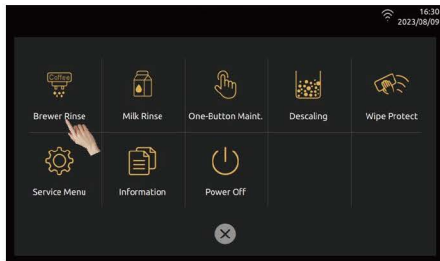 16:30
2023/08/09
Coffee
Brewer Rinse
Milk Rinse
One-Button Maint.
Descaling
Wipe Protect
Service Menu
Information
Power Off